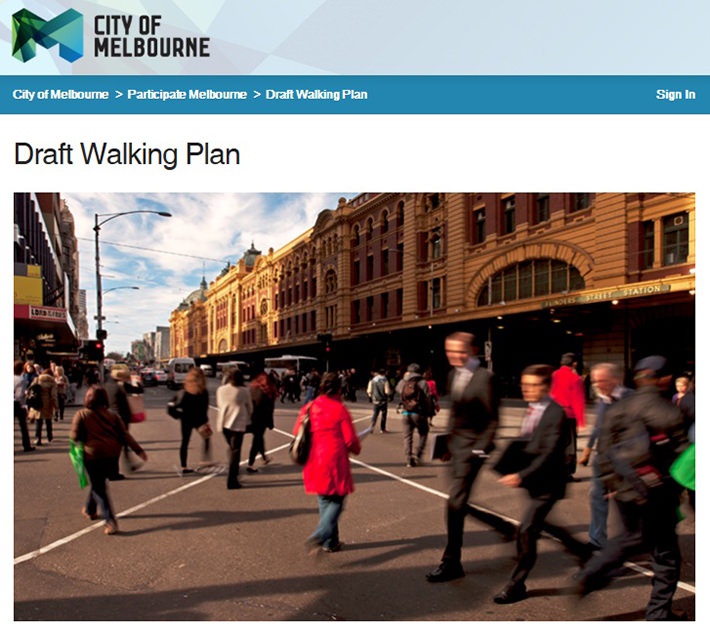 CITY OF
MELBOURNE
City of Melbourne > Participate Melbourne > Draft Walking Plan
Sign In
Draft Walking Plan
FLINDERS STREET STATION